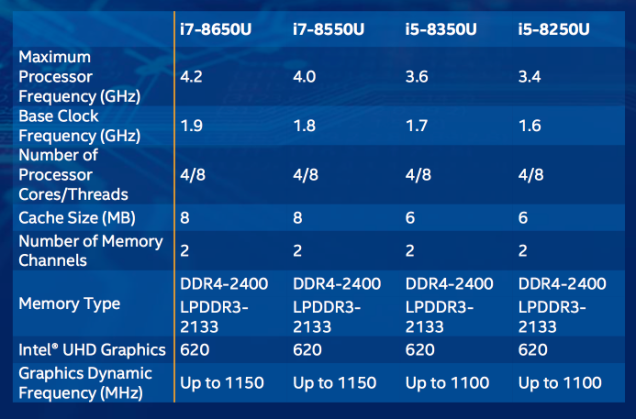 i7-8650U i7-8550U i5-8350U i5-8250U
Maximum
Processor
Frequency (GHz)
4.2 4.0 3.6 3.4
Base Clock
Frequency (GHz)
1.9 1.8 1.7 1.6
Number of
Processor
Cores/Threads
4/8 4/8 4/8 4/8
Cache Size (MB) 8 8 6 6
Number of Memory
Channels
2 2 2 2
Memory Type
DDR4-2400 DDR4-2400 DDR4-2400 DDR4-2400
LPDDR3- LPDDR3- LPDDR3- LPDDR3-
2133 2133 2133 2133
Intel® UHD Graphics 620 620 620 620
Graphics Dynamic
Frequency (MHz)
Up to 1150 Up to 1150 Up to 1100 Up to 1100